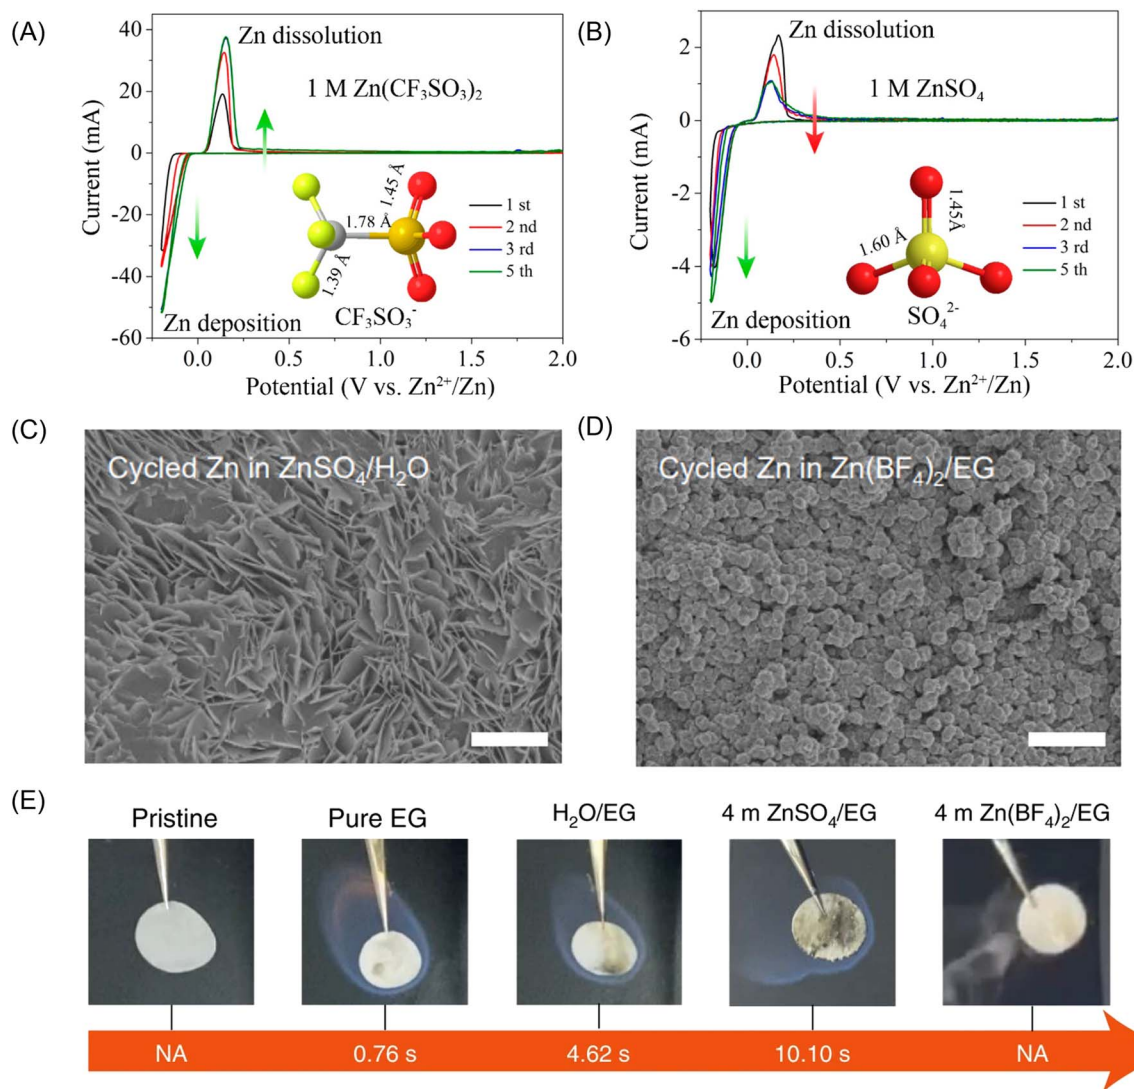 (A)
Current (mA)
40
20
0
-20
-40
-60
Zn dissolution
1 M Zn(CF₃SO₃)₂
1.45 Å
1.78 Å
1.39 Å
CF₃SO₃⁻
1 st
2 nd
3 rd
5 th
Zn deposition
0.0 0.5 1.0 1.5 2.0
Potential (V vs. Zn²⁺/Zn)
(B)
Current (mA)
2
0
-2
-4
-6
Zn dissolution
1 M ZnSO₄
1.45Å
1.60 Å
SO₄²⁻
1 st
2 nd
3 rd
5 th
Zn deposition
0.0 0.5 1.0 1.5 2.0
Potential (V vs. Zn²⁺/Zn)
(C)
Cycled Zn in ZnSO₄/H₂O
(D)
Cycled Zn in Zn(BF₄)₂/EG
(E)
Pristine
Pure EG
H₂O/EG
4 m ZnSO₄/EG
4 m Zn(BF₄)₂/EG
NA
0.76 s
4.62 s
10.10 s
NA